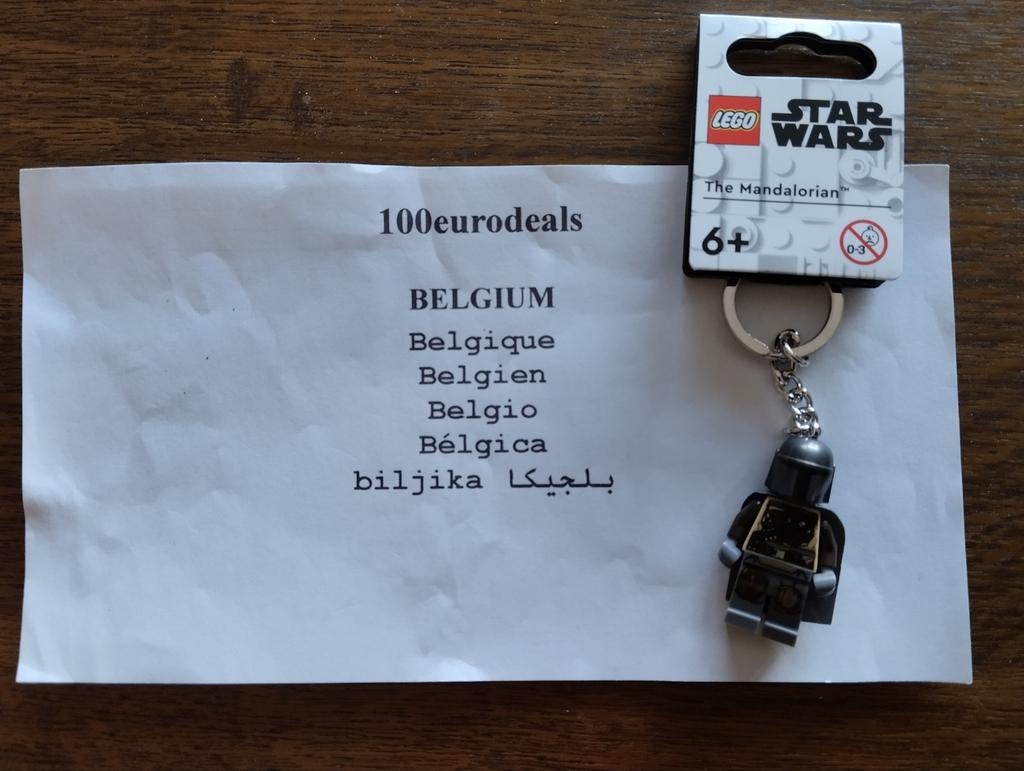 100eurodeals
BELGIUM
Belgique
Belgien
Belgio
Bélgica
biljika بلجيكا
LEGO
STAR
WARS
The Mandalorian™
6+
0-3